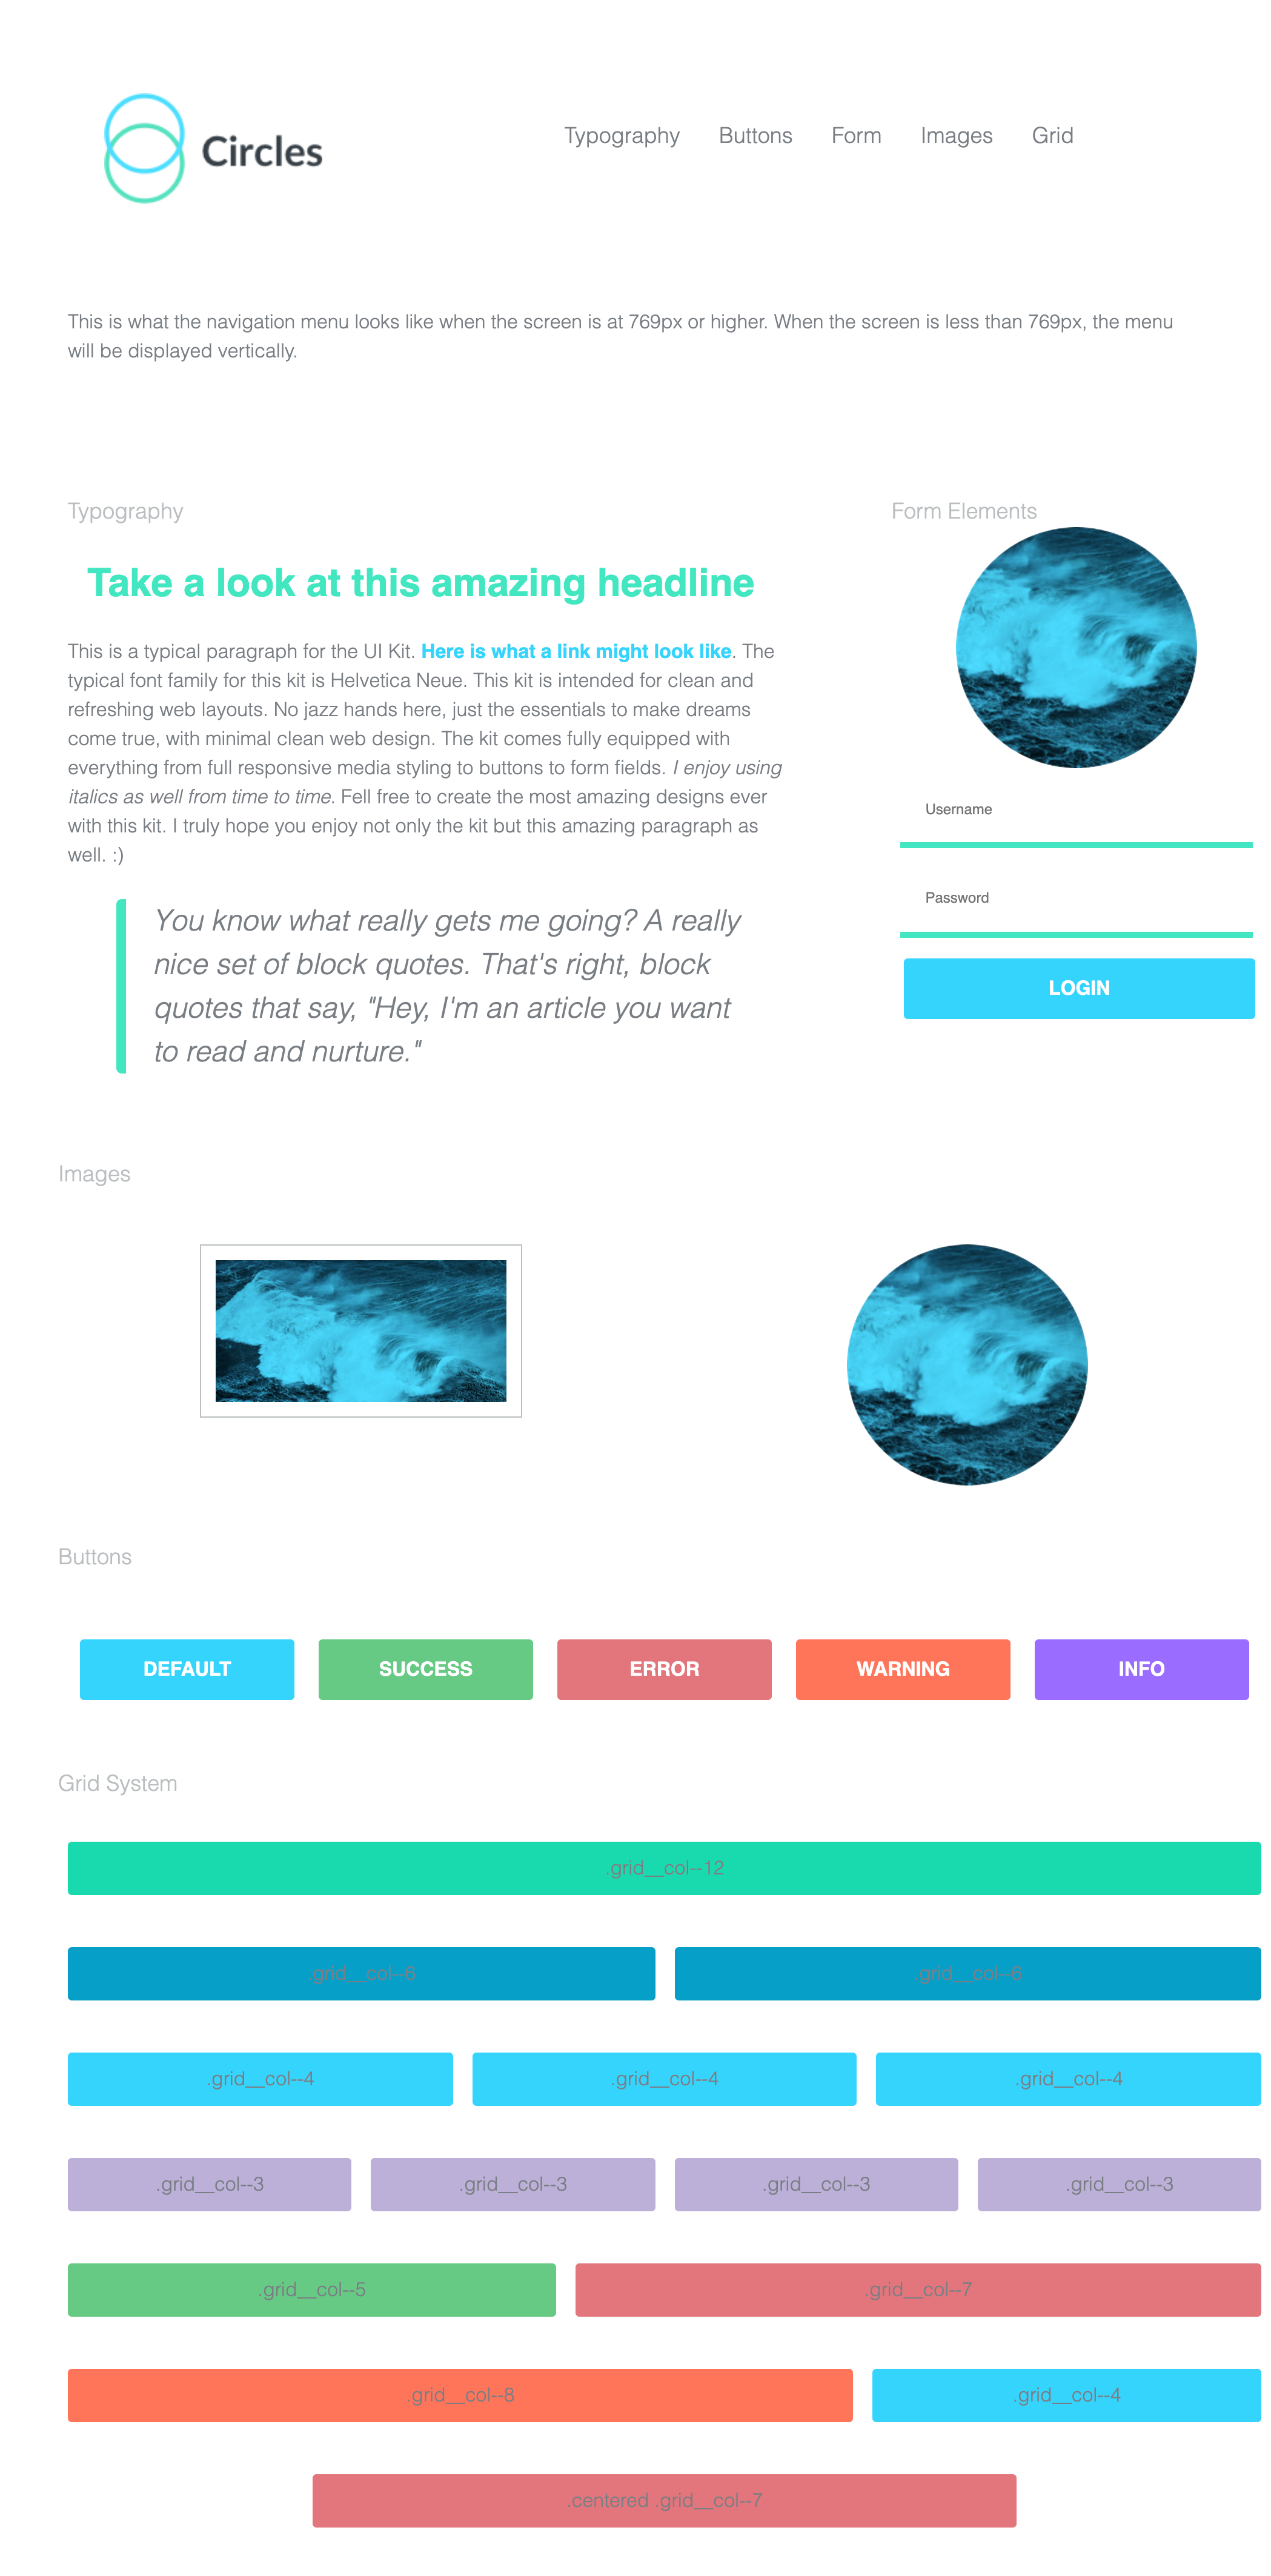 Circles
Typography Buttons Form Images Grid
This is what the navigation menu looks like when the screen is at 769px or higher. When the screen is less than 769px, the menu
will be displayed vertically.
Typography
Take a look at this amazing headline
This is a typical paragraph for the UI Kit. Here is what a link might look like. The
typical font family for this kit is Helvetica Neue. This kit is intended for clean and
refreshing web layouts. No jazz hands here, just the essentials to make dreams
come true, with minimal clean web design. The kit comes fully equipped with
everything from full responsive media styling to buttons to form fields. I enjoy using
italics as well from time to time. Fell free to create the most amazing designs ever
with this kit. I truly hope you enjoy not only the kit but this amazing paragraph as
well. :)
You know what really gets me going? A really
nice set of block quotes. That's right, block
quotes that say, "Hey, I'm an article you want
to read and nurture."
Form Elements
Username
Password
LOGIN
Images
Buttons
DEFAULT SUCCESS ERROR WARNING INFO
Grid System
.grid__col--12
.grid__col--6 .grid__col--6
.grid__col--4 .grid__col--4 .grid__col--4
.grid__col--3 .grid__col--3 .grid__col--3 .grid__col--3
.grid__col--5 .grid__col--7
.grid__col--8 .grid__col--4
.centered .grid__col--7